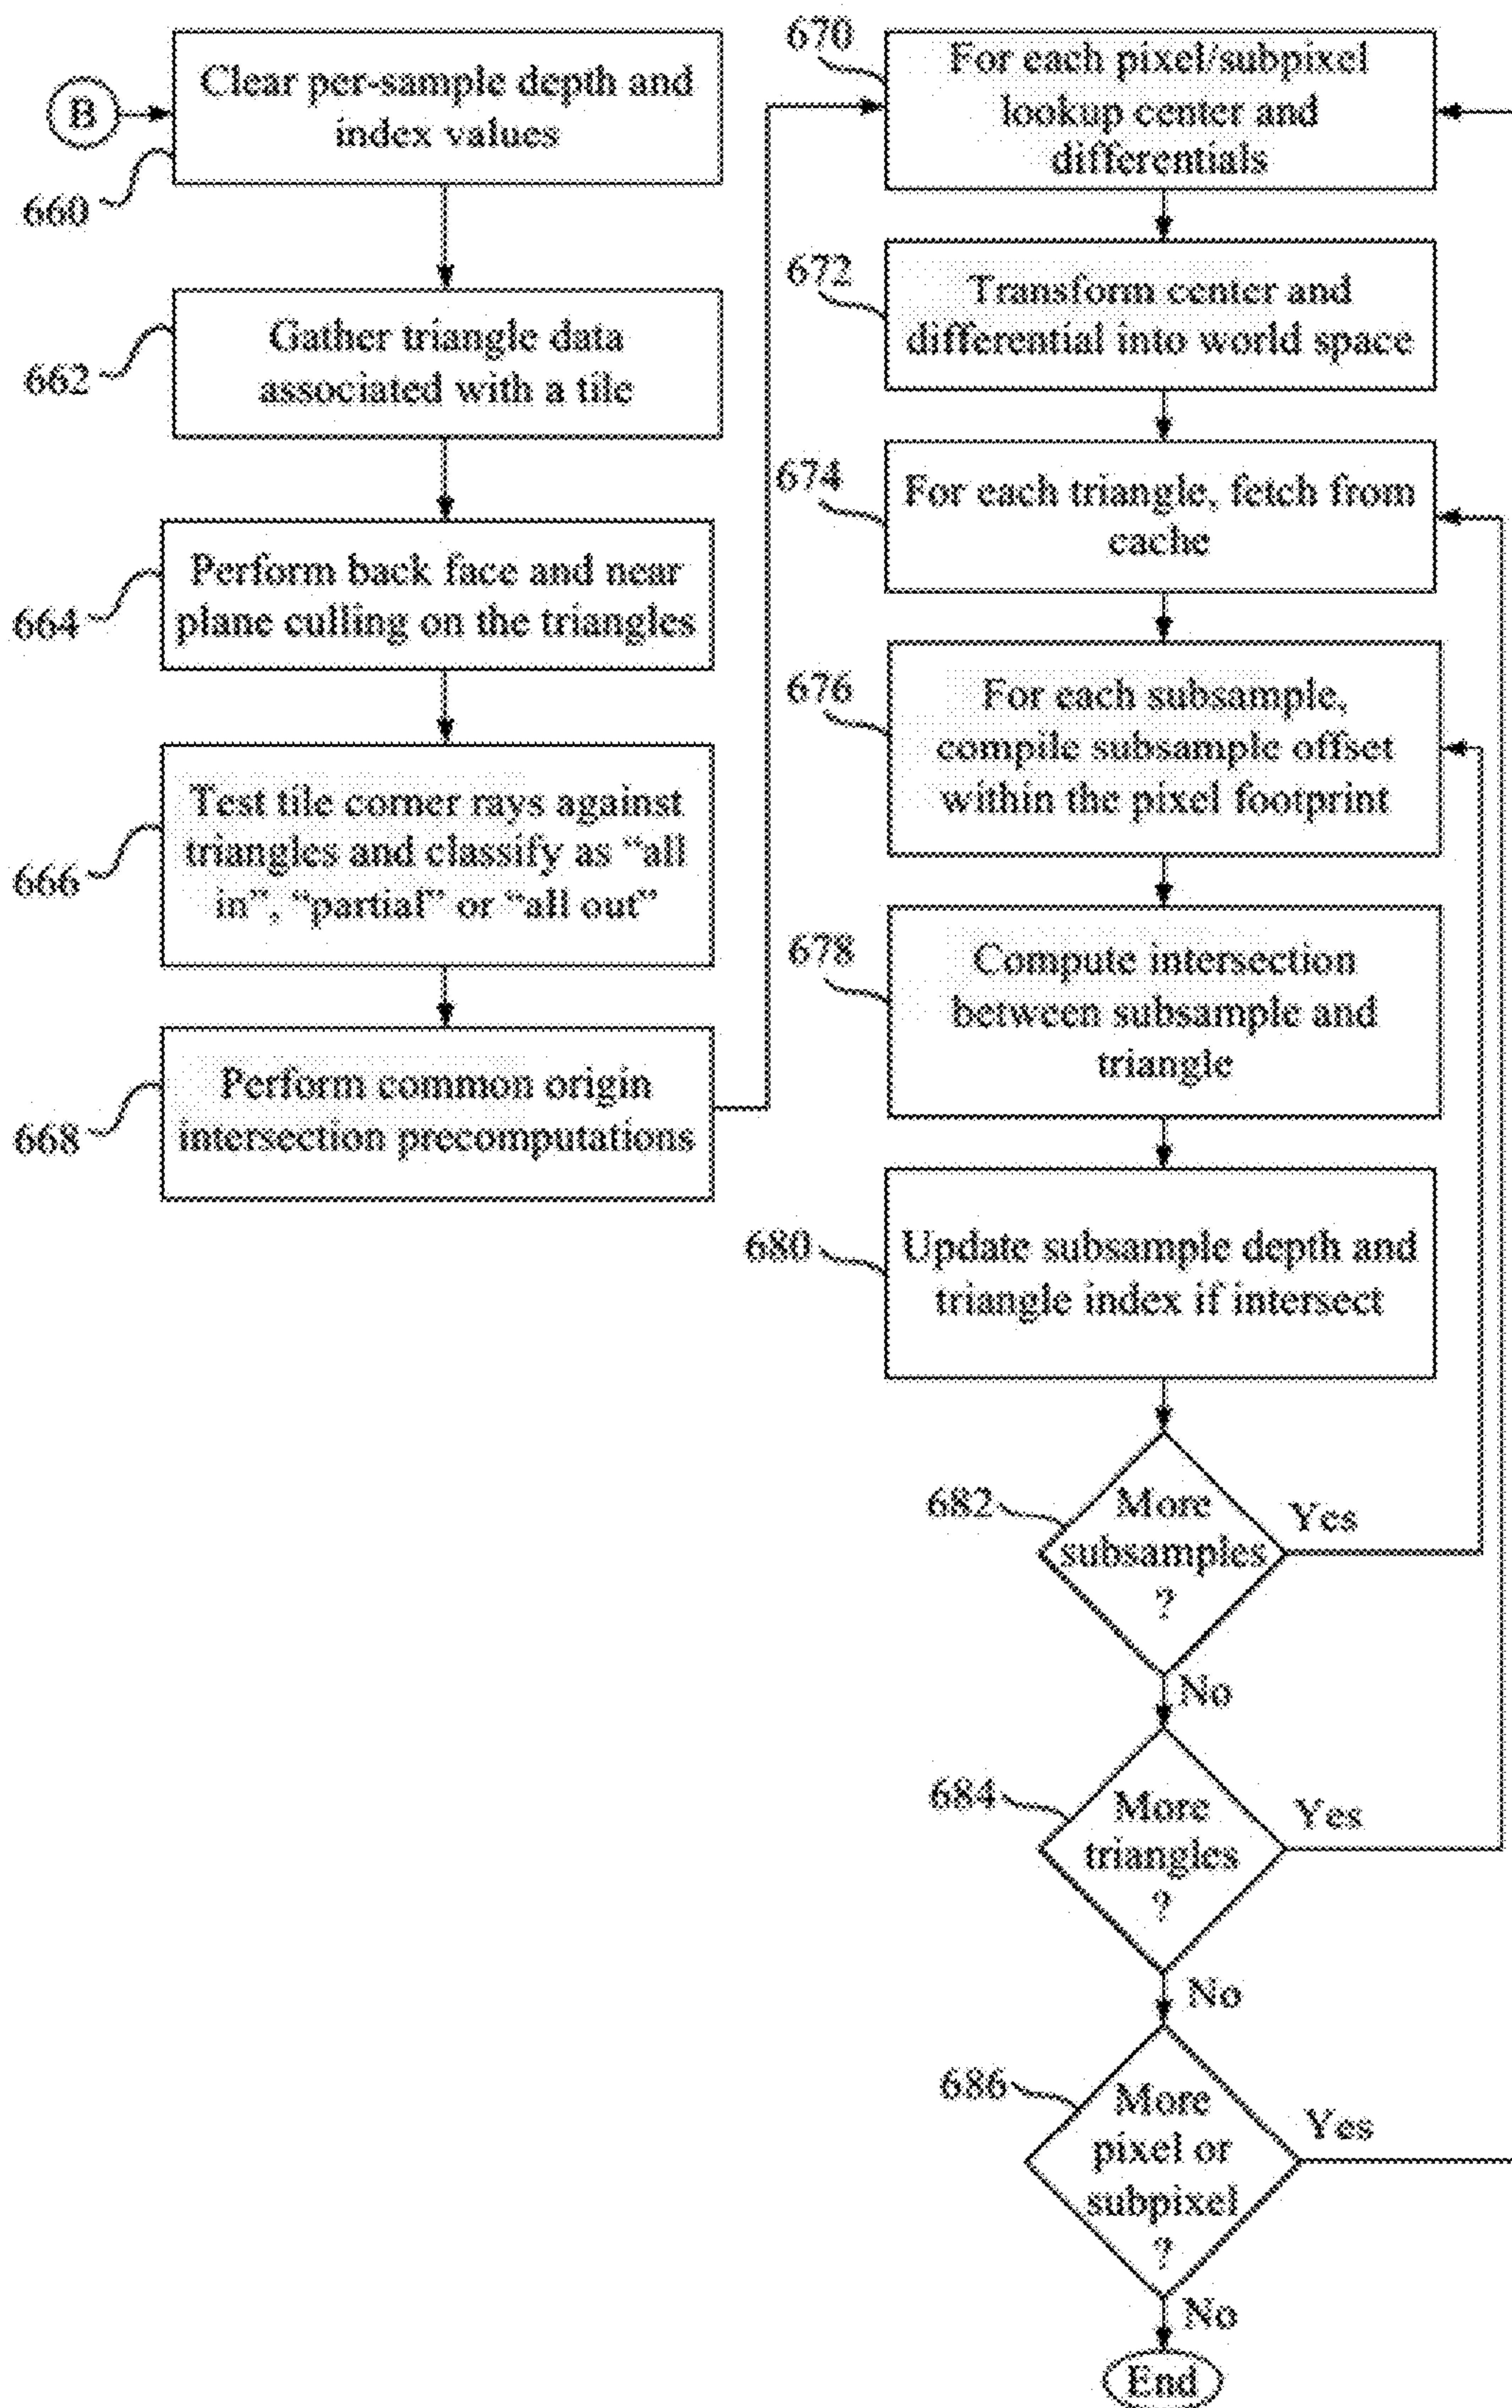 B
Clear per-sample depth and
index values
660
Gather triangle data
associated with a tile
662
Perform back face and near
plane culling on the triangles
664
Test tile corner rays against
triangles and classify as “all
in”, “partial” or “all out”
666
Perform common origin
intersection precomputations
668
670
For each pixel/subpixel
lookup center and
differentials
672
Transform center and
differential into world space
674
For each triangle, fetch from
cache
676
For each subsample,
compile subsample offset
within the pixel footprint
678
Compute intersection
between subsample and
triangle
680
Update subsample depth and
triangle index if intersect
682
More
subsamples
?
Yes
No
684
More
triangles
?
Yes
No
686
More
pixel or
subpixel
?
Yes
No
End